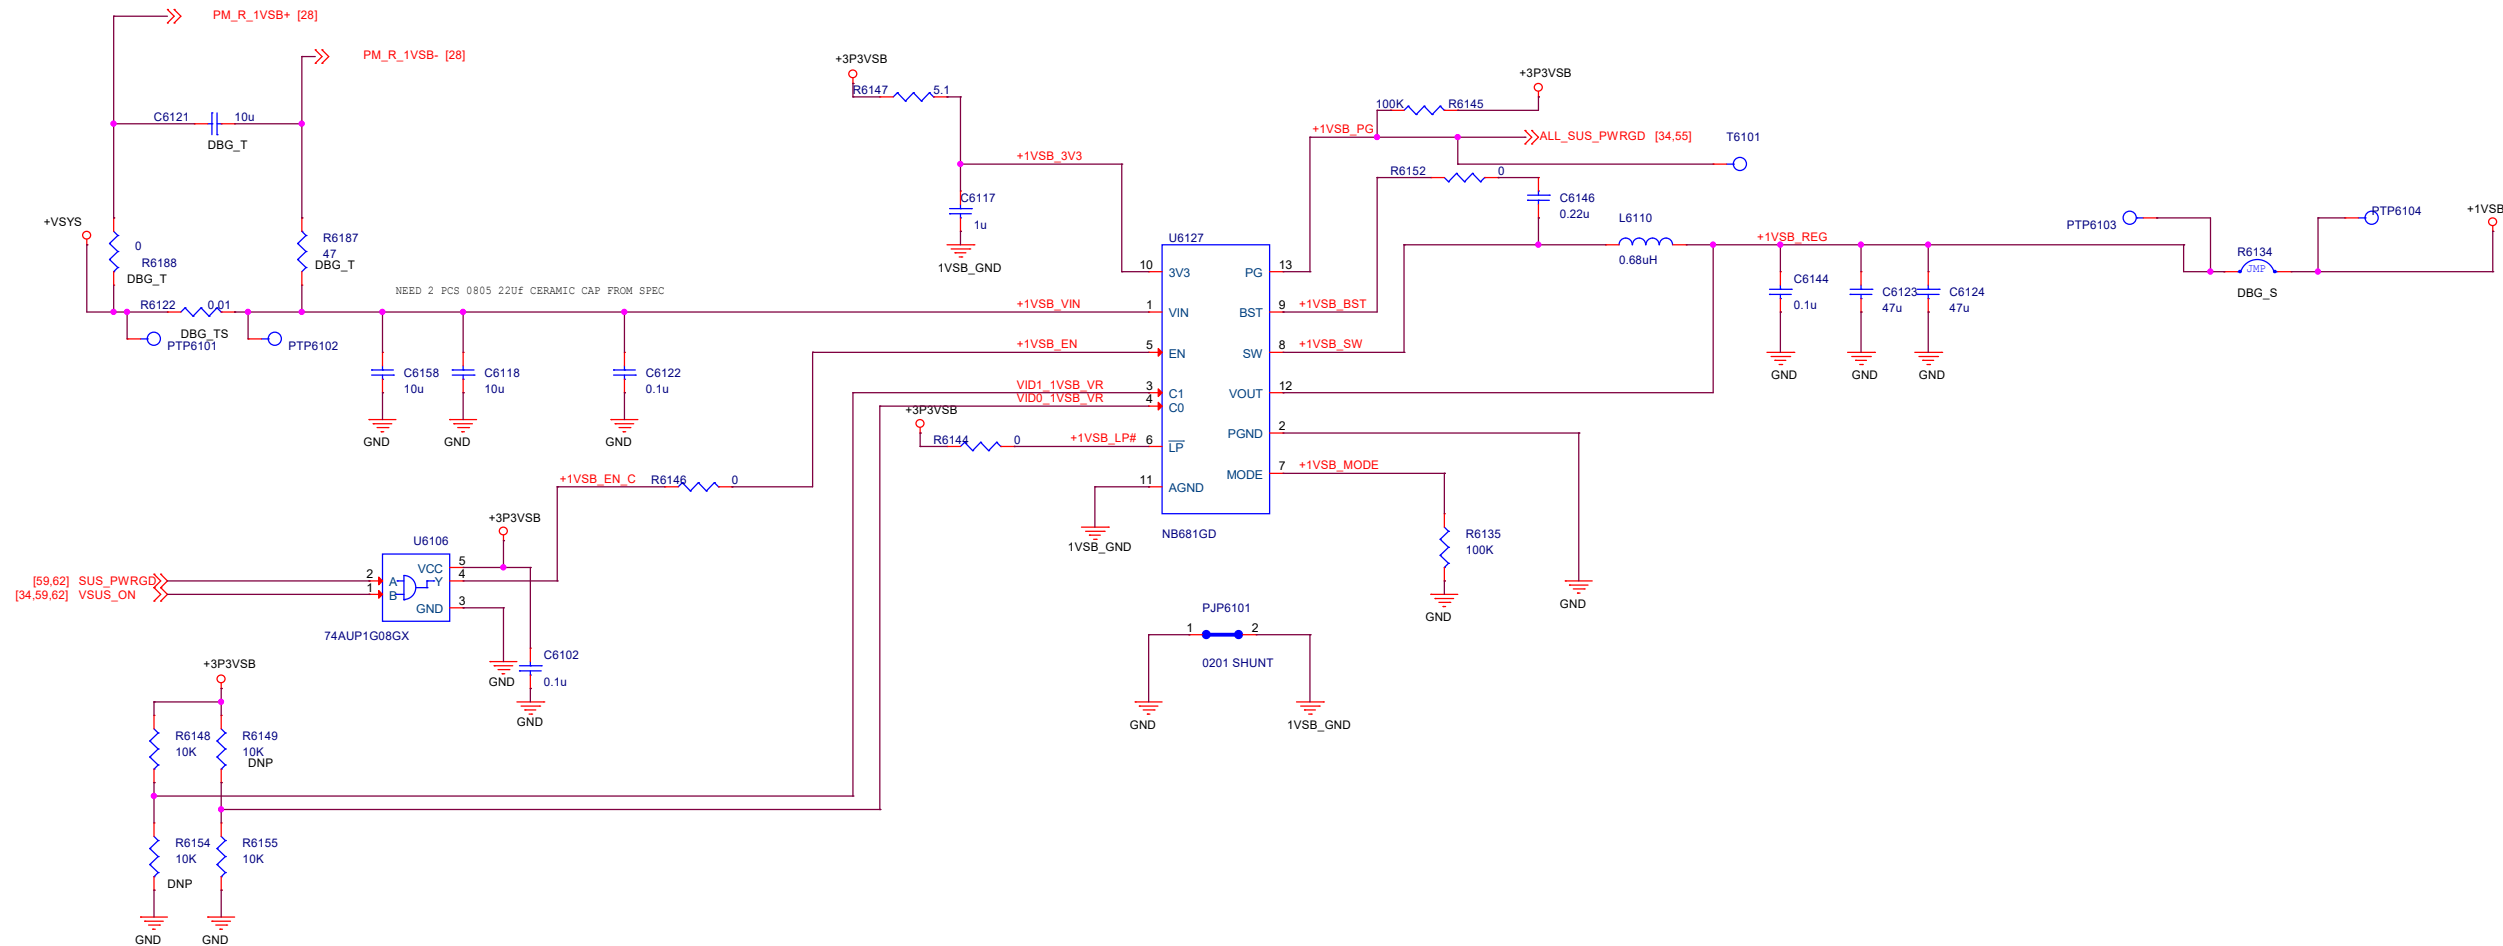 PM_R_1VSB+ [28]
PM_R_1VSB- [28]
C6121
10u
DBG_T
+VSYS
0
R6188
DBG_T
R6187
47
DBG_T
R6122
0.01
DBG_TS
PTP6101
PTP6102
NEED 2 PCS 0805 22Uf CERAMIC CAP FROM SPEC
C6158
10u
GND
C6118
10u
GND
C6122
0.1u
GND
+3P3VSB
R6147
5.1
+1VSB_3V3
C6117
1u
1VSB_GND
+1VSB_VIN
+1VSB_EN
VID1_1VSB_VR
VID0_1VSB_VR
+3P3VSB
R6144
0
+1VSB_LP#
U6127
10
3V3
1
VIN
5
EN
3
C1
4
C0
6
LP
11
AGND
PG
13
BST
9
SW
8
VOUT
12
PGND
2
MODE
7
NB681GD
1VSB_GND
+1VSB_PG
100K
R6145
+3P3VSB
ALL_SUS_PWRGD [34,55]
T6101
R6152
0
C6146
0.22u
+1VSB_BST
+1VSB_SW
L6110
0.68uH
+1VSB_REG
C6144
0.1u
GND
C6123
47u
GND
C6124
47u
GND
PTP6103
R6134
JMP
DBG_S
PTP6104
+1VSB
+1VSB_MODE
R6135
100K
GND
GND
PJP6101
1
2
0201 SHUNT
GND
1VSB_GND
+1VSB_EN_C
R6146
0
+3P3VSB
U6106
[59,62] SUS_PWRGD
[34,59,62] VSUS_ON
2
A
1
B
VCC
5
Y
4
GND
3
74AUP1G08GX
GND
C6102
0.1u
GND
+3P3VSB
R6148
10K
R6149
10K
DNP
R6154
10K
DNP
R6155
10K
GND
GND